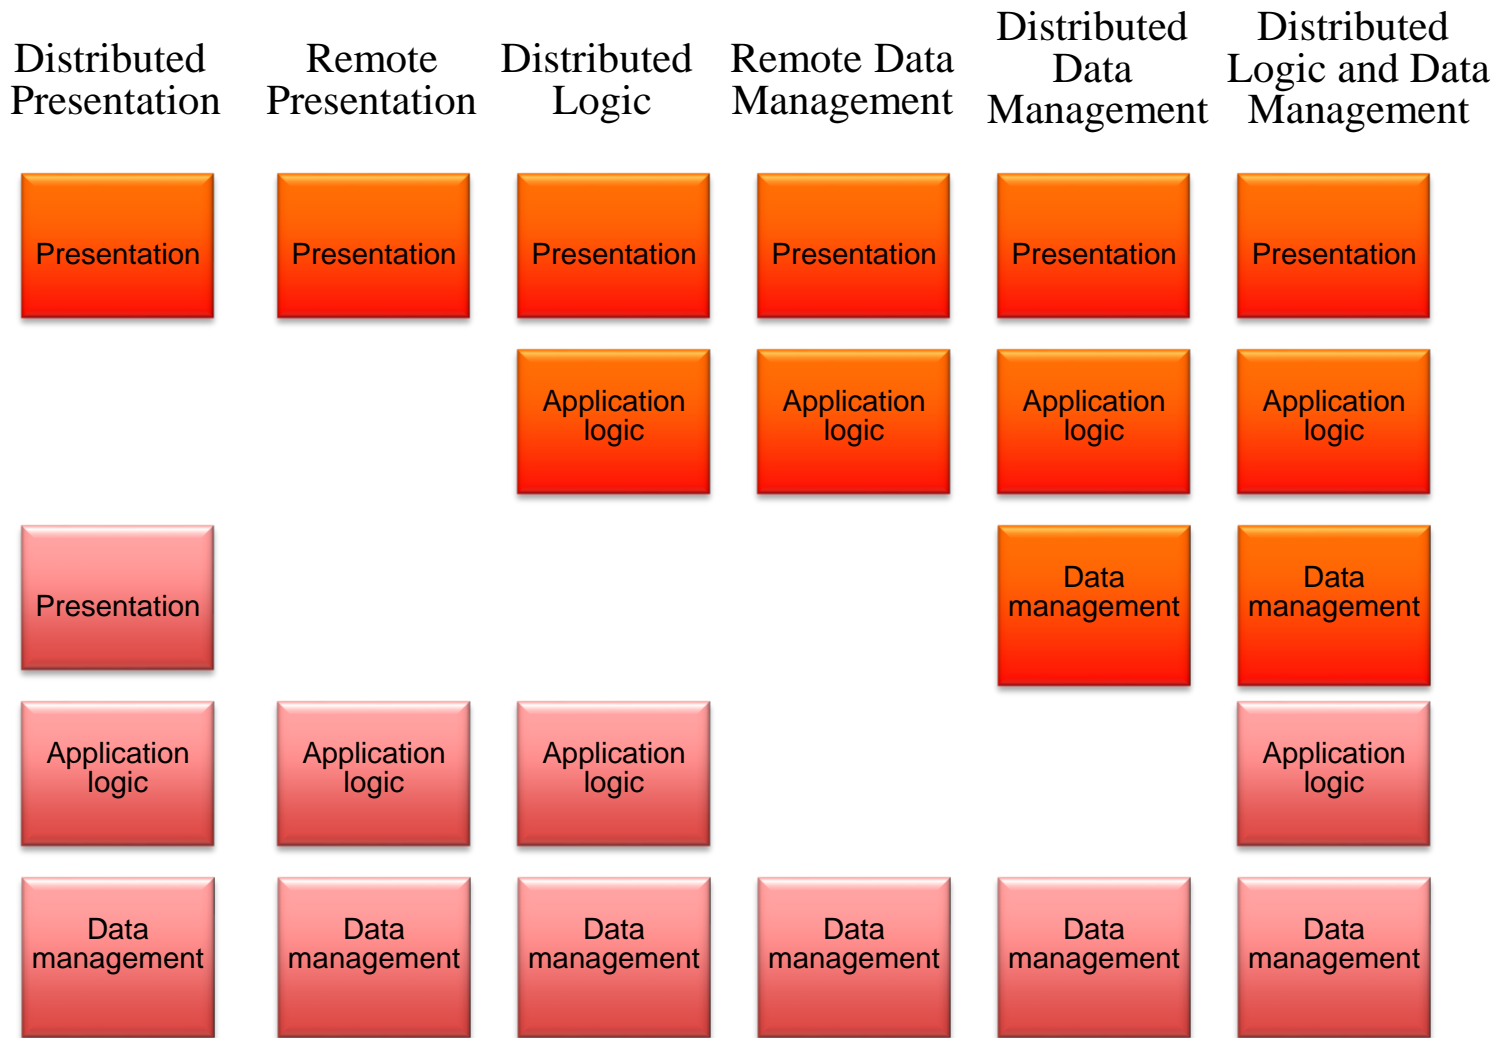 Distributed
Presentation
Remote
Presentation
Distributed
Logic
Remote Data
Management
Distributed
Data
Management
Distributed
Logic and Data
Management
Presentation
Presentation
Presentation
Presentation
Presentation
Presentation
Application
logic
Application
logic
Application
logic
Application
logic
Presentation
Data
management
Data
management
Application
logic
Application
logic
Application
logic
Application
logic
Data
management
Data
management
Data
management
Data
management
Data
management
Data
management